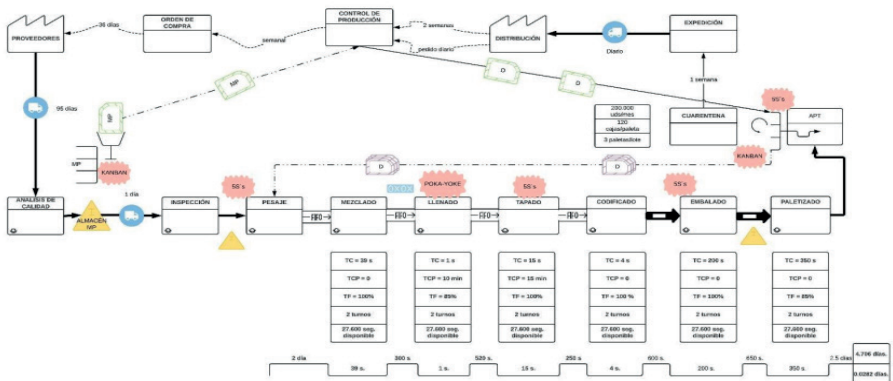 36 días
ORDEN DE
COMPRA
semanal
CONTROL DE
PRODUCCIÓN
2 semanas
pedido diario
DISTRIBUCIÓN
Diario
EXPEDICIÓN
PROVEEDORES
MP
D
D
1 semana
5S's
95 días
MP
200.000
uds/mes
120
cajas/paleta
3 paletas/lote
CUARENTENA
APT
MP
KANBAN
KANBAN
D
D
ANÁLISIS DE
CALIDAD
ALMACÉN
MP
1 día
INSPECCIÓN
5S's
PESAJE
MEZCLADO
OXOX
POKA-YOKE
LLENADO
5S's
TAPADO
CODIFICADO
5S's
EMBALADO
PALETIZADO
FIFO
FIFO
FIFO
FIFO
TC = 39 s
TCP = 0
TF = 100%
2 turnos
27.600 seg.
disponible
TC = 1 s
TCP = 10 min
TF = 85%
2 turnos
27.600 seg.
disponible
TC = 15 s
TCP = 15 min
TF = 100%
2 turnos
27.600 seg.
disponible
TC = 4 s
TCP = 0
TF = 100 %
2 turnos
27.600 seg.
disponible
TC = 200 s
TCP = 0
TF = 100%
2 turnos
27.600 seg.
disponible
TC = 350 s
TCP = 0
TF = 85%
2 turnos
27.600 seg.
disponible
2 día
39 s.
300 s
1 s.
520 s.
15 s.
250 s
4 s.
600 s.
200 s.
650 s.
350 s.
2.5 días
4.706 días.
0.0282 días.